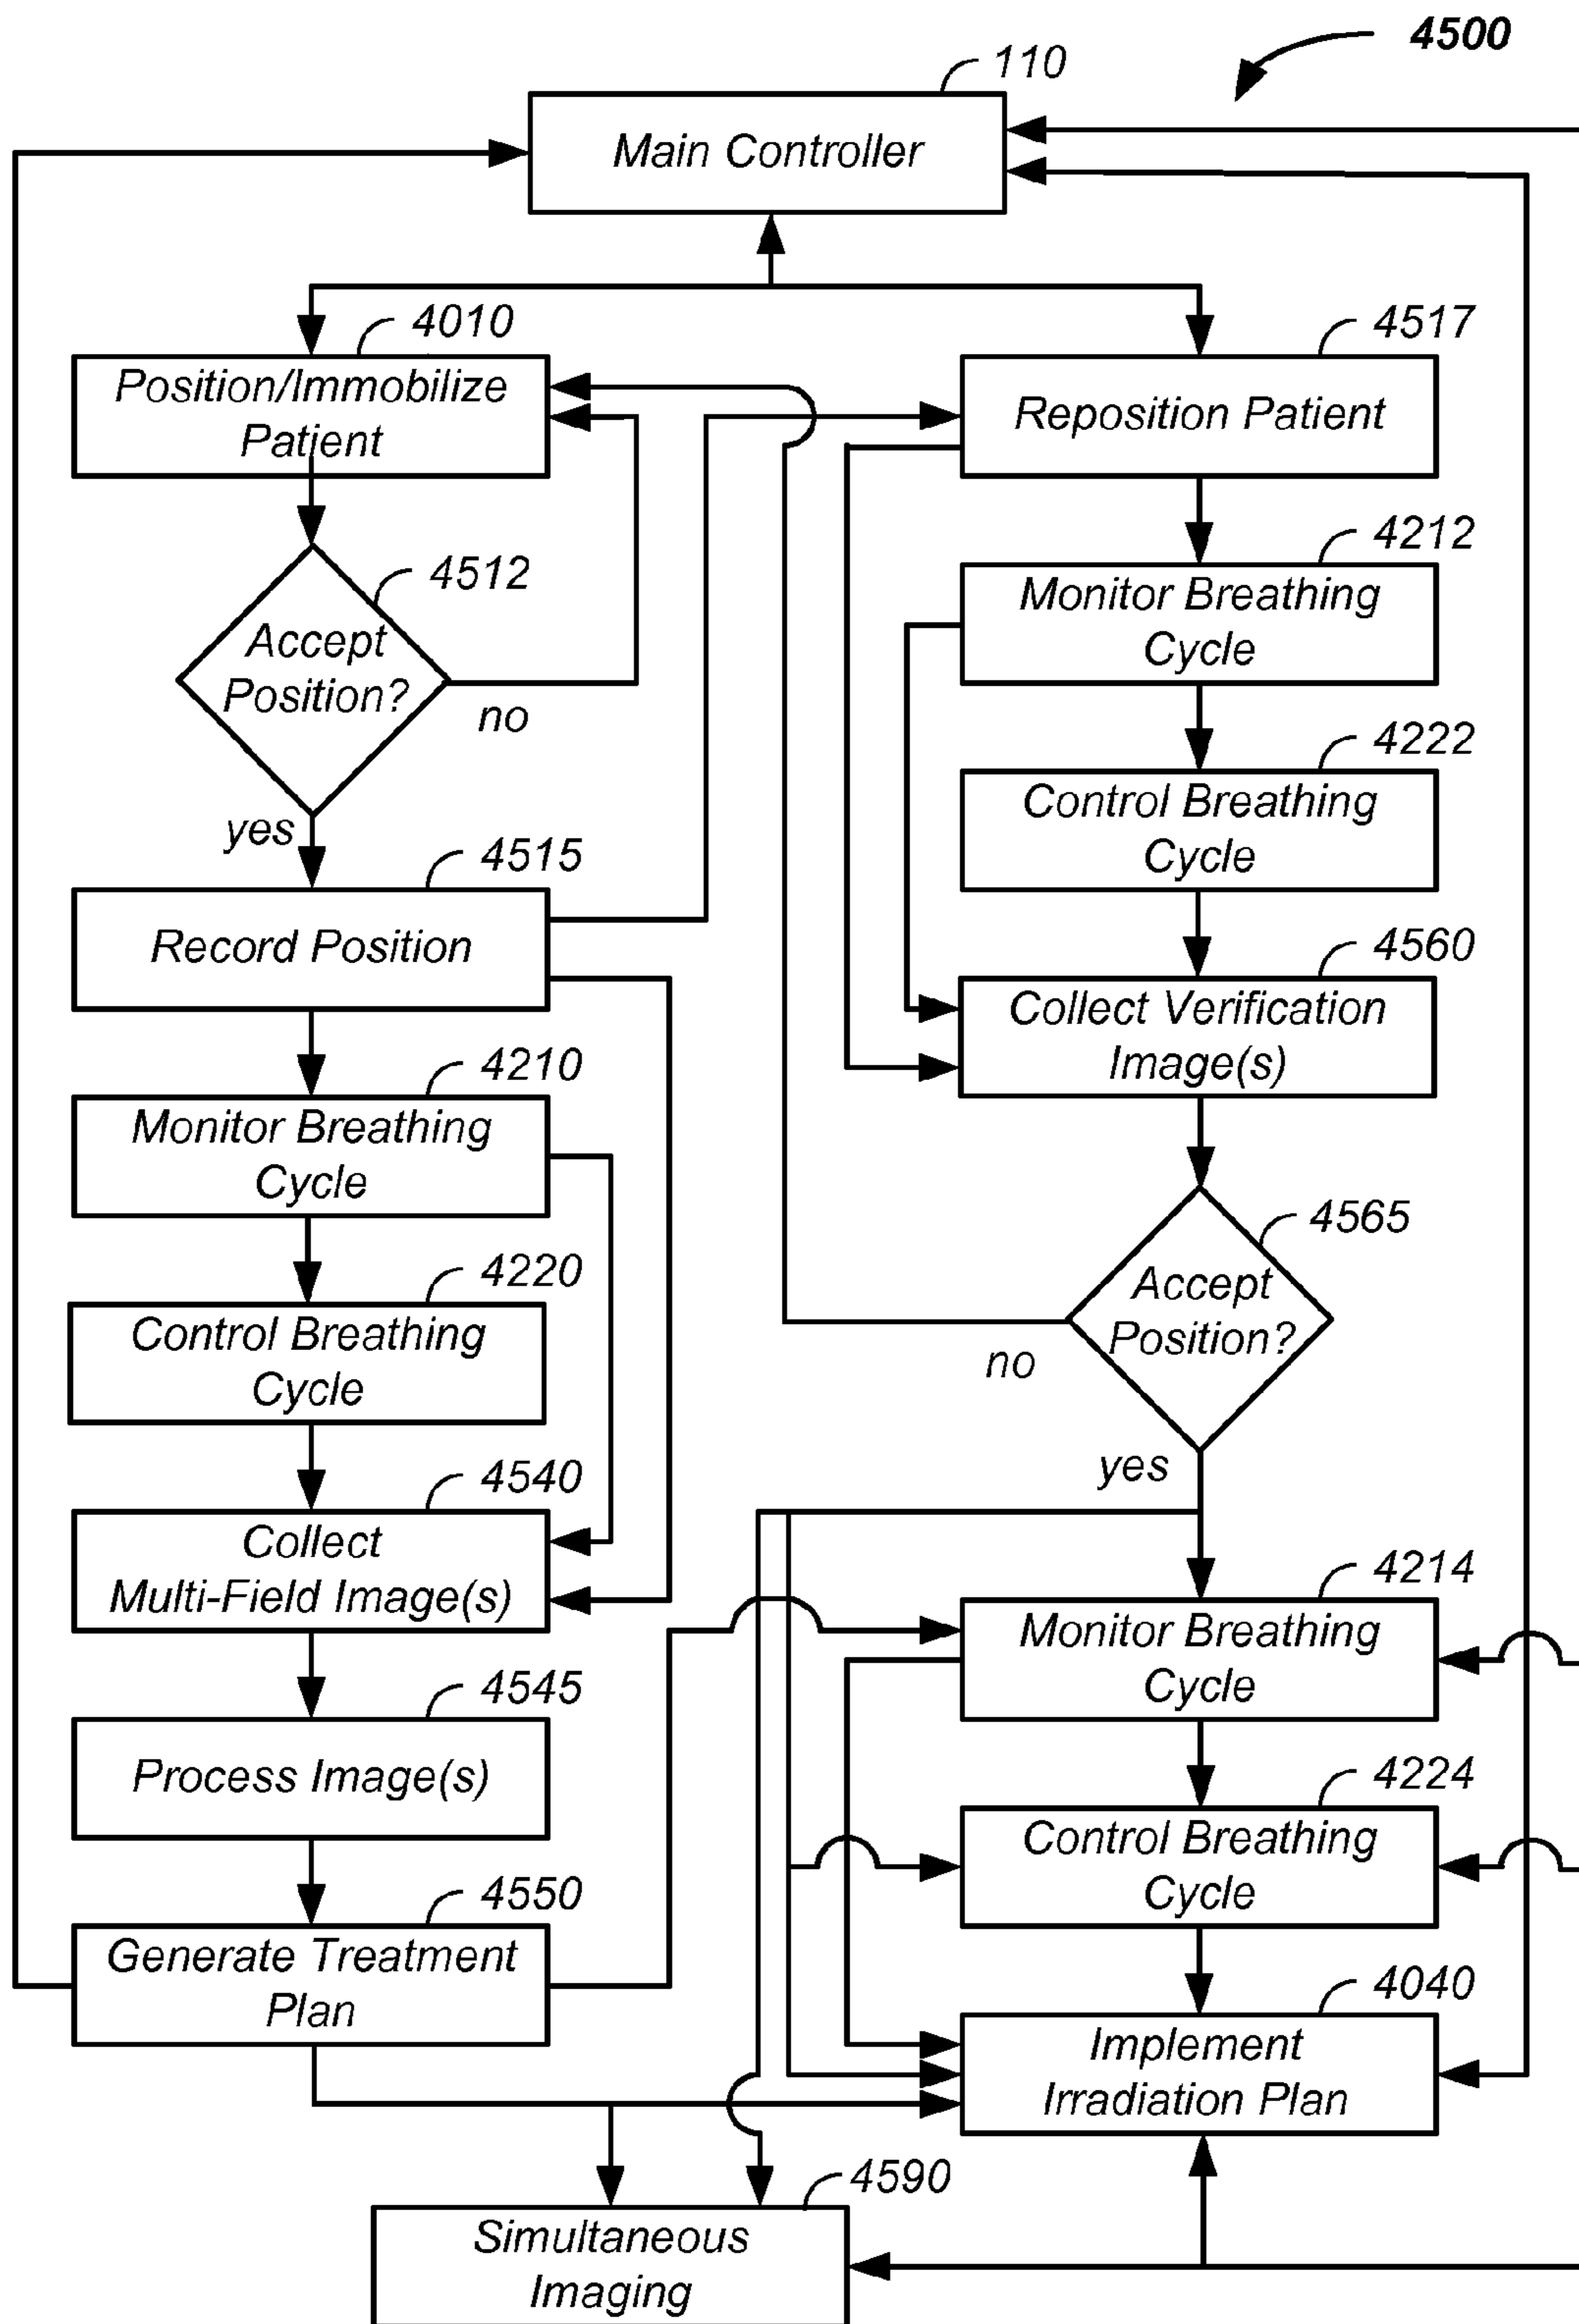 4500
110
Main Controller
4010
Position/Immobilize
Patient
4517
Reposition Patient
4512
Accept
Position?
no
yes
4212
Monitor Breathing
Cycle
4222
Control Breathing
Cycle
4515
Record Position
4560
Collect Verification
Image(s)
4210
Monitor Breathing
Cycle
4565
Accept
Position?
no
yes
4220
Control Breathing
Cycle
4540
Collect
Multi-Field Image(s)
4214
Monitor Breathing
Cycle
4545
Process Image(s)
4224
Control Breathing
Cycle
4550
Generate Treatment
Plan
4040
Implement
Irradiation Plan
4590
Simultaneous
Imaging